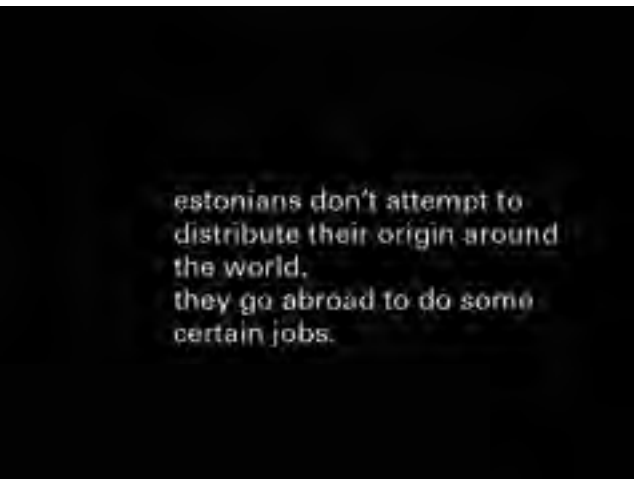 estonians don't attempt to
distribute their origin around
the world.
they go abroad to do some
certain jobs.